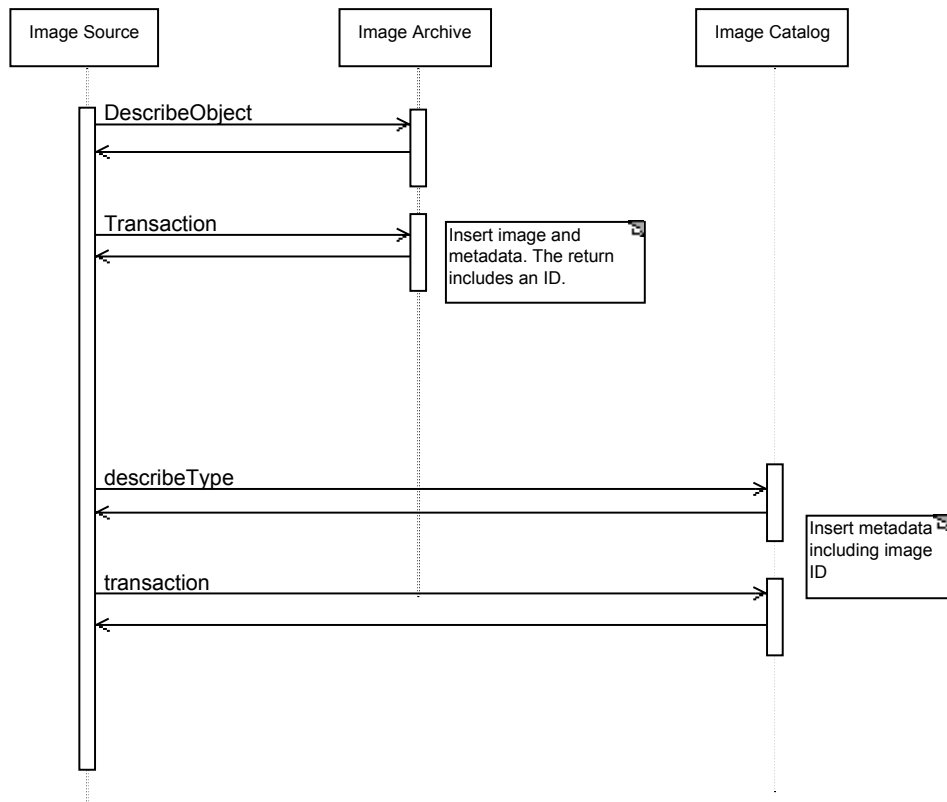 Image Source
Image Archive
Image Catalog
DescribeObject
Transaction
Insert image and
metadata. The return
includes an ID.
describeType
Insert metadata
including image
ID
transaction